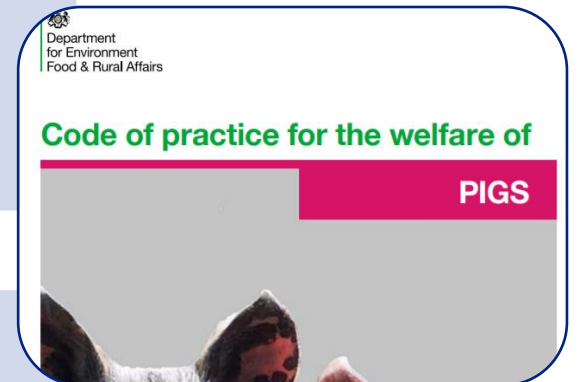 Department
for Environment
Food & Rural Affairs
Code of practice for the welfare of
PIGS